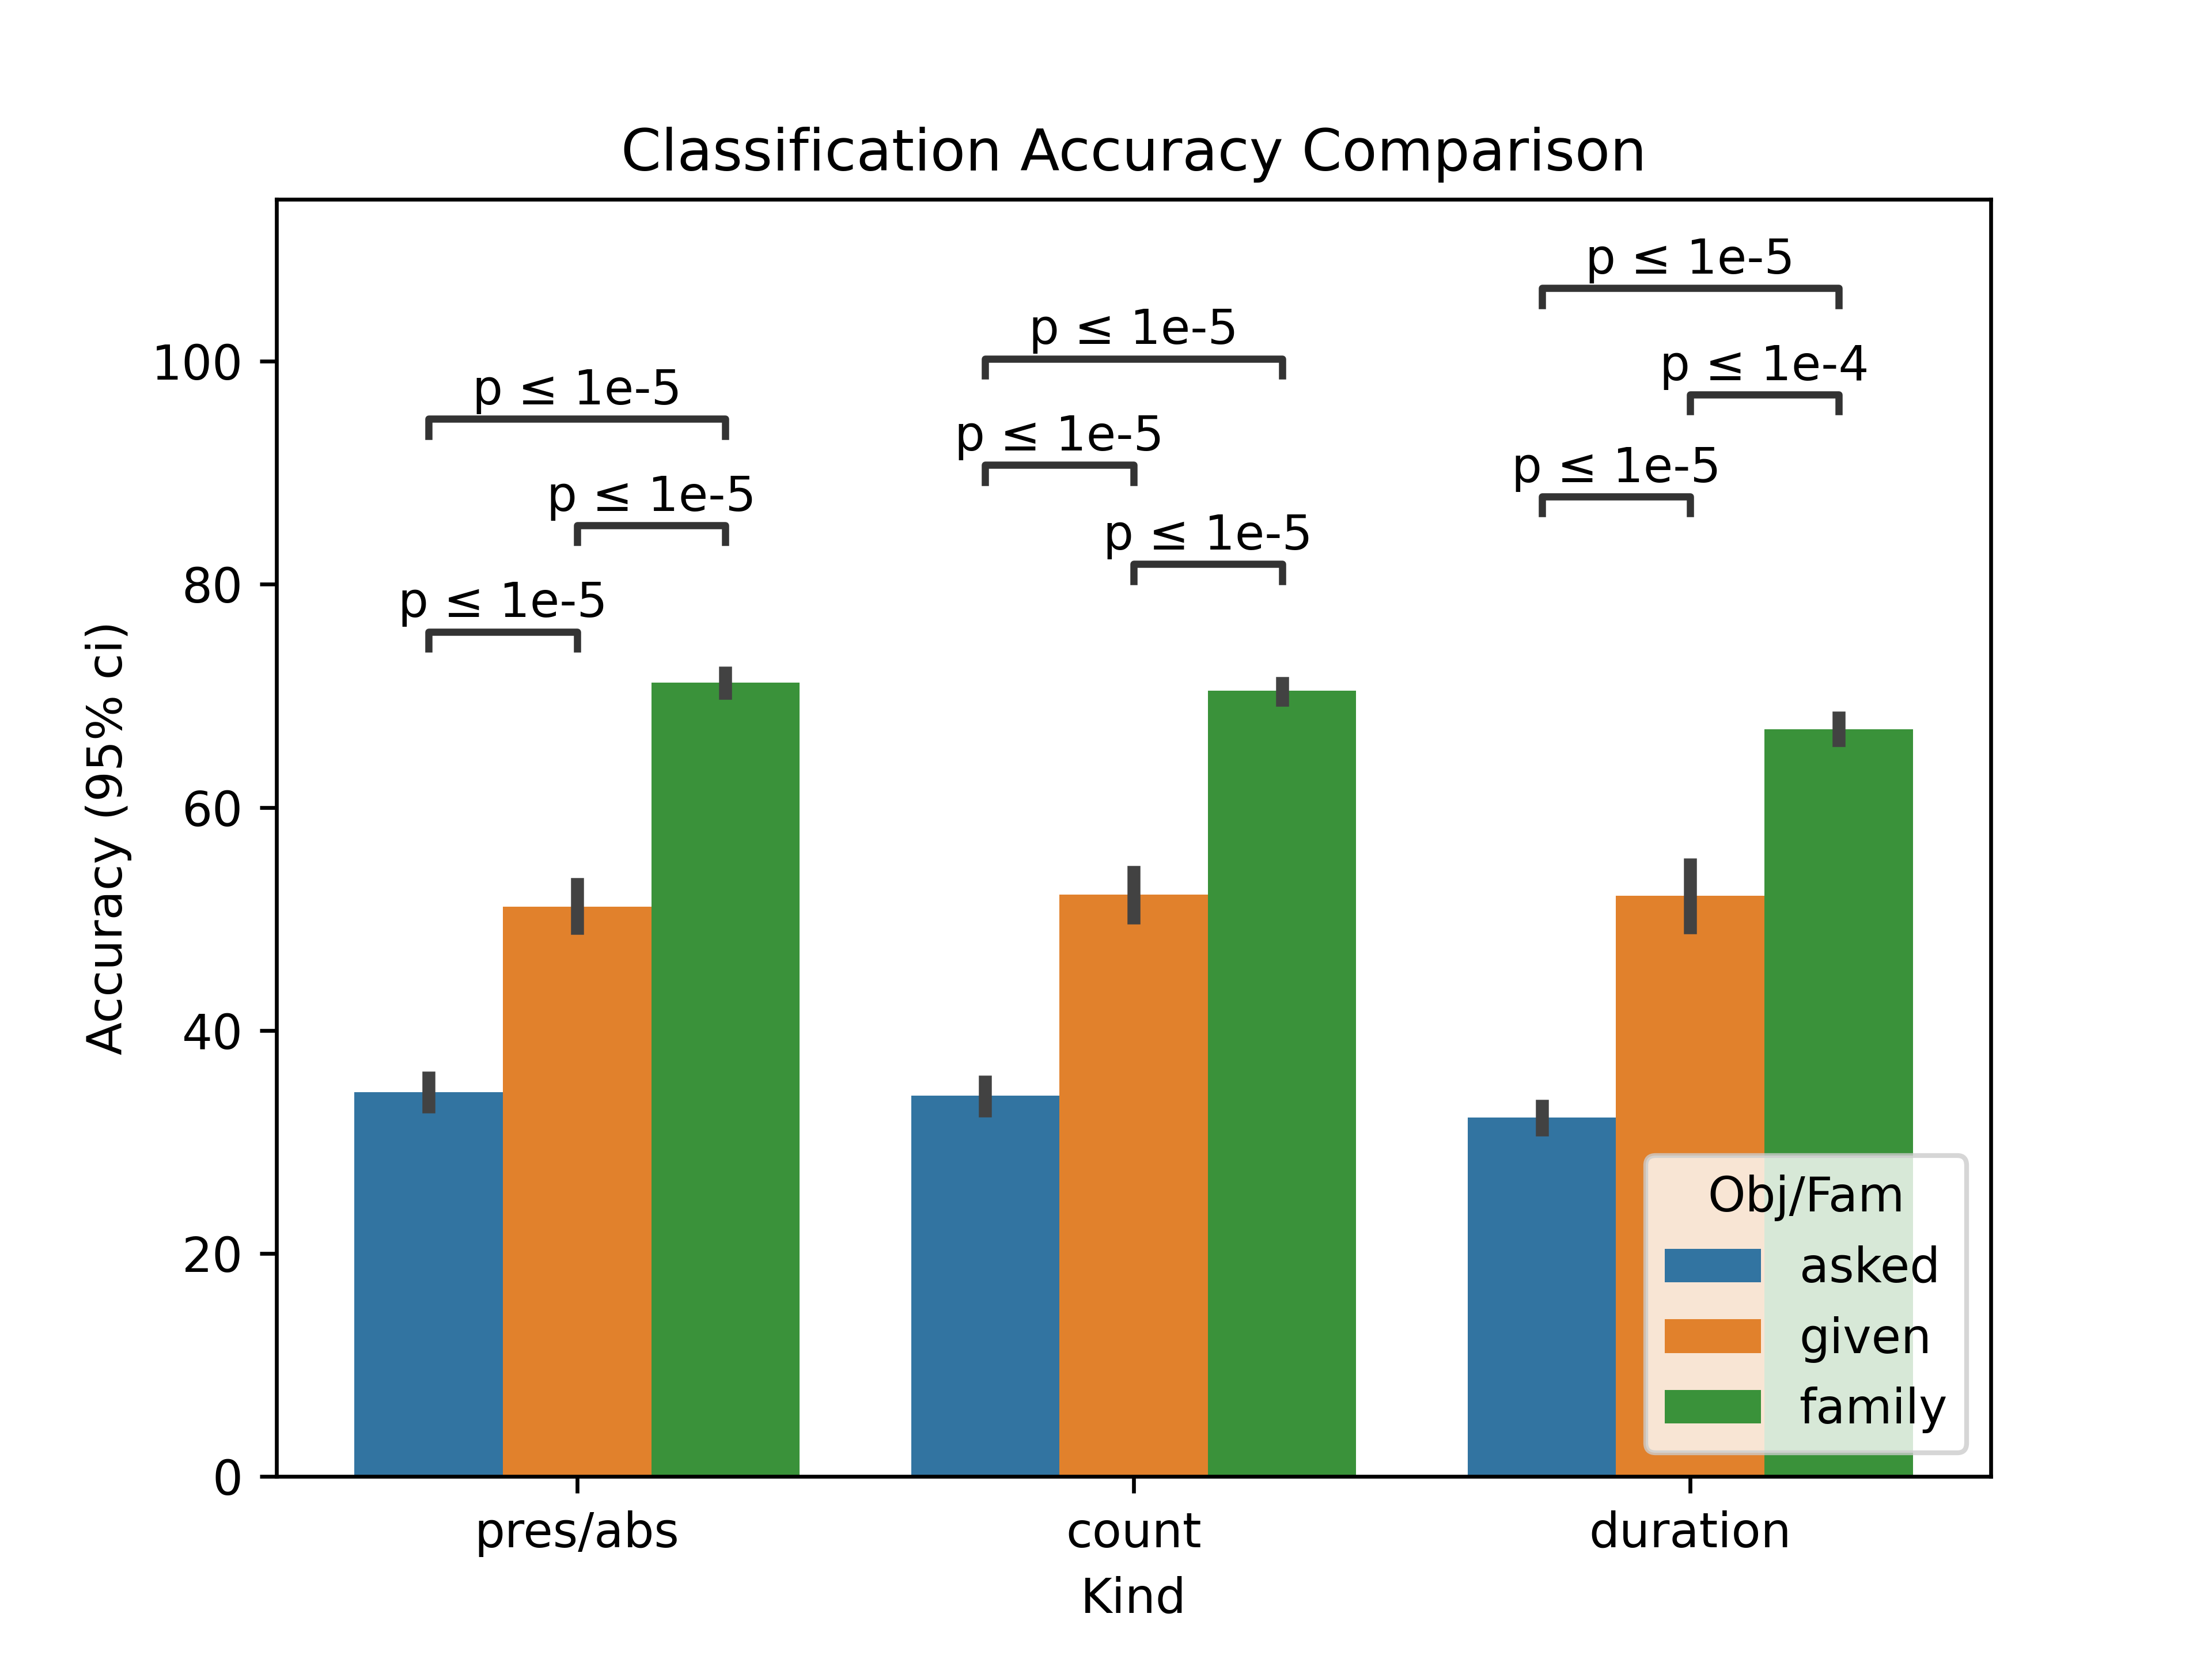 Classification Accuracy Comparison
p ≤ 1e-5
p ≤ 1e-5
p ≤ 1e-5
p ≤ 1e-5
p ≤ 1e-5
p ≤ 1e-5
p ≤ 1e-5
p ≤ 1e-4
p ≤ 1e-5
Accuracy (95% ci)
100
80
60
40
20
0
Obj/Fam
asked
given
family
pres/abs
count
duration
Kind